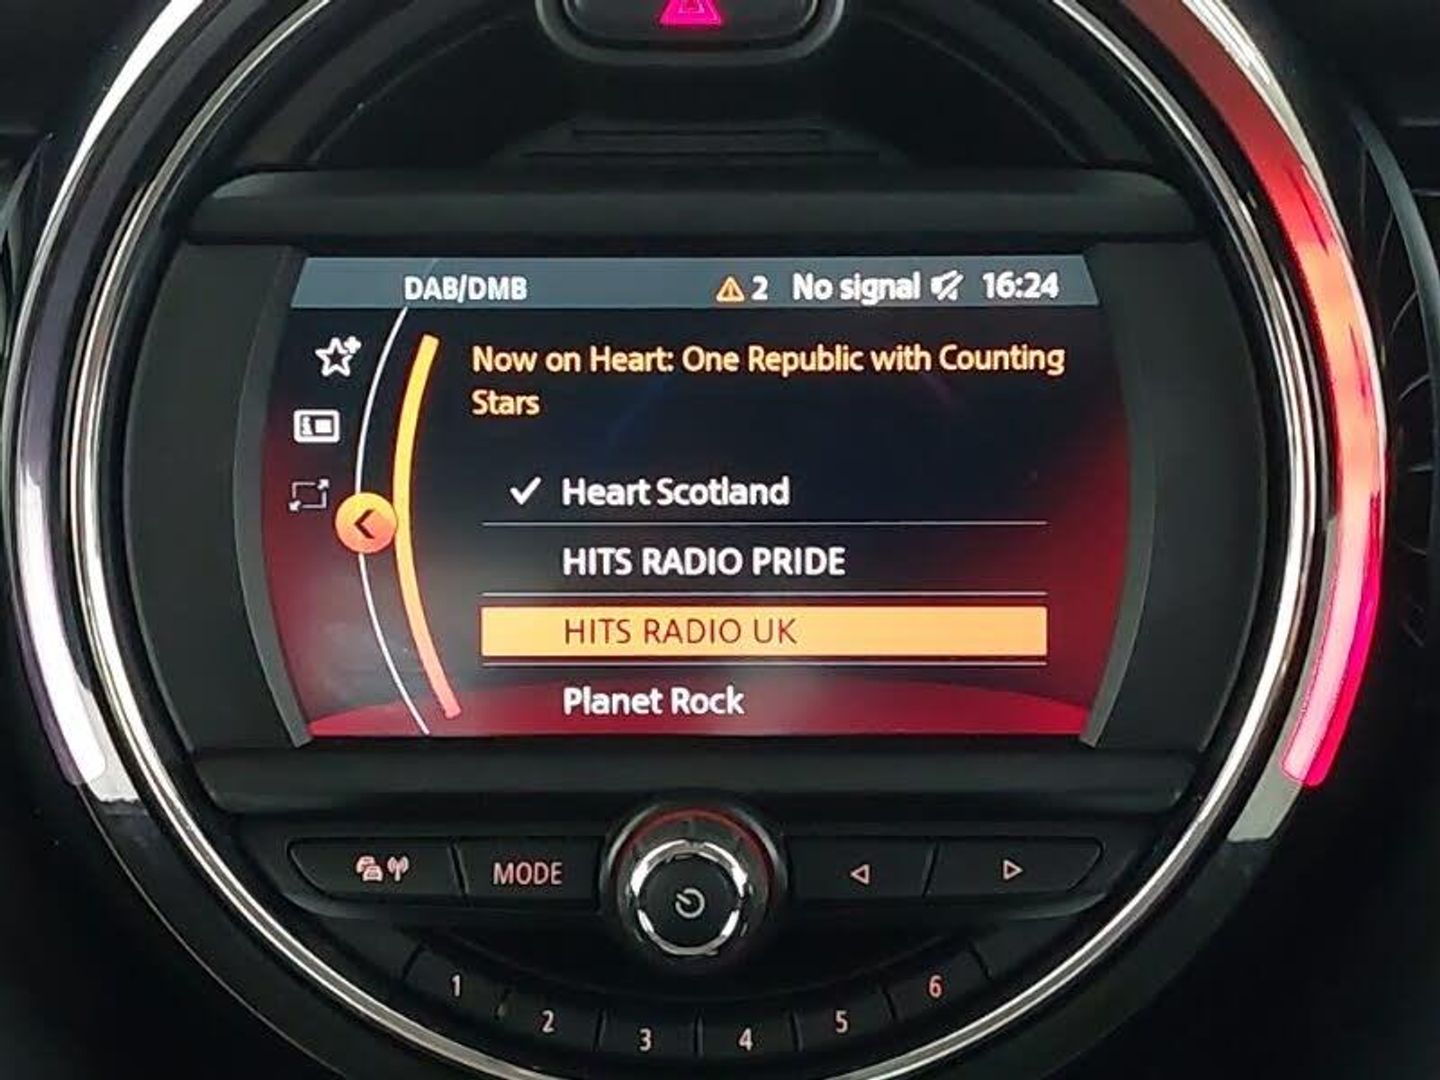 DAB/DMB 2 No signal 16:24
Now on Heart: One Republic with Counting
Stars
Heart Scotland
HITS RADIO PRIDE
HITS RADIO UK
Planet Rock
MODE
1 2 3 4 5 6